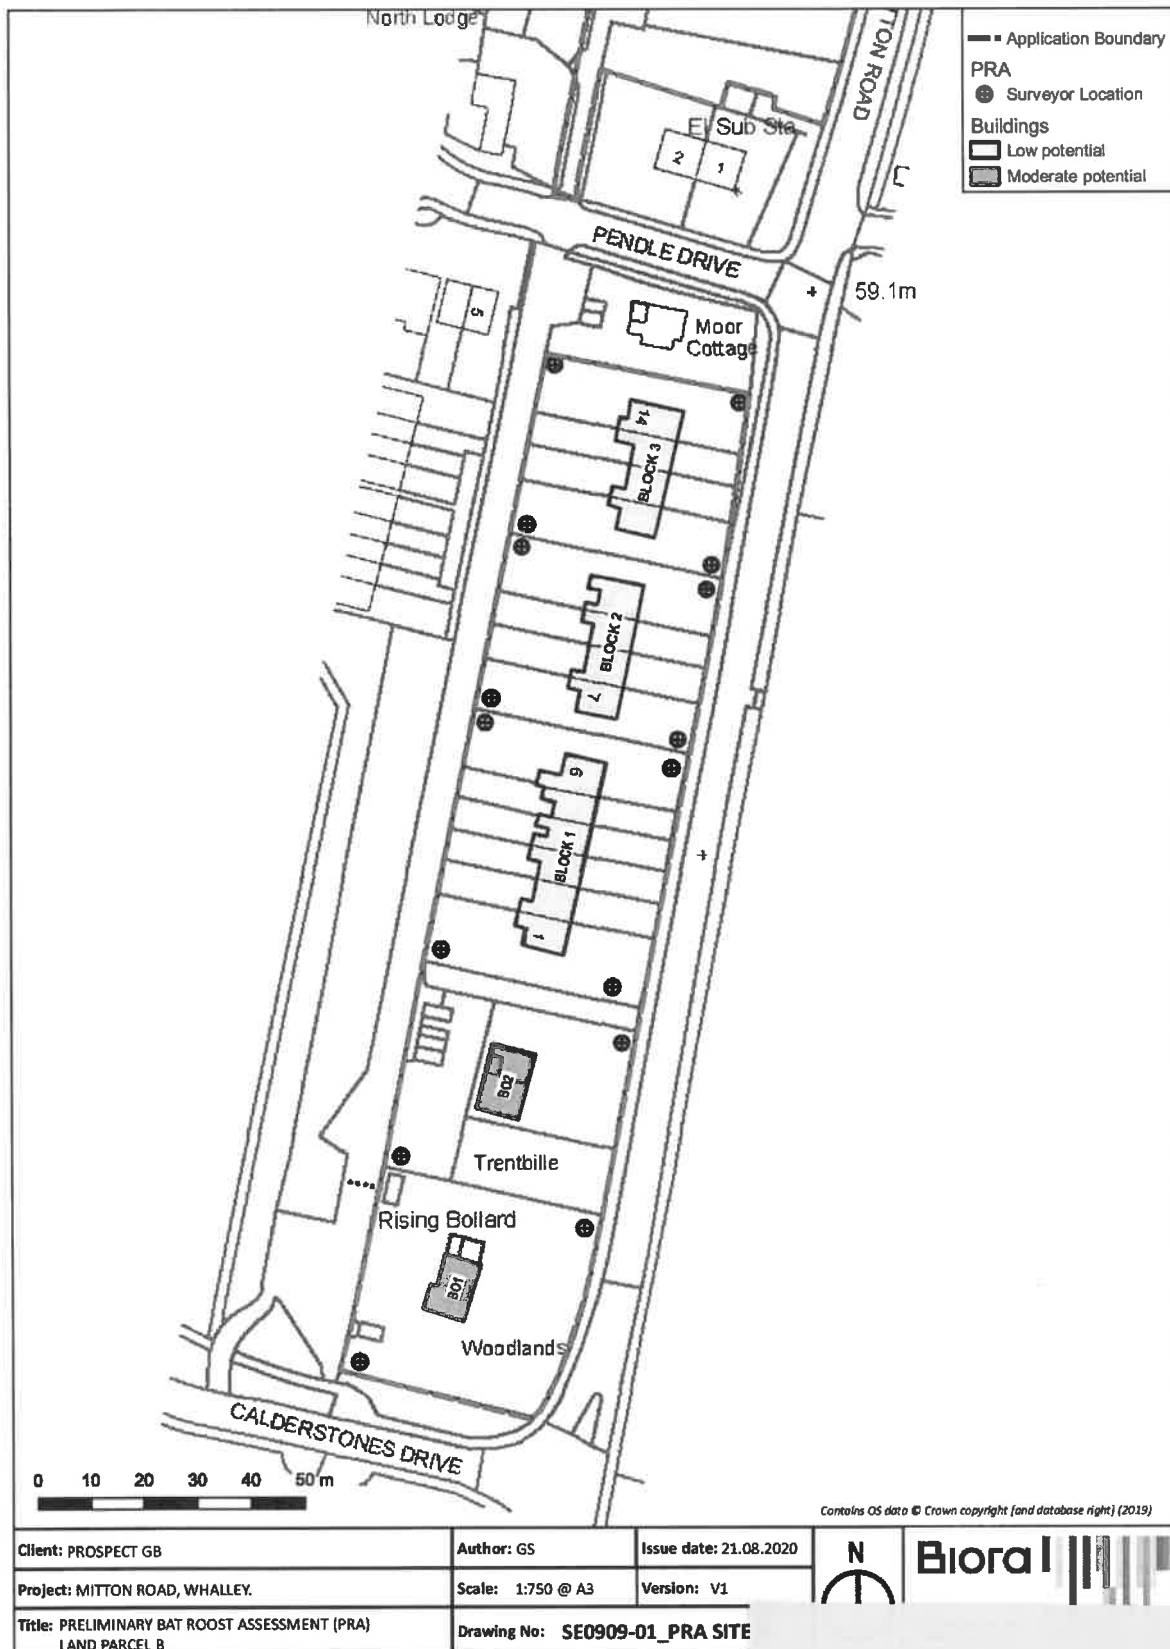 North Lodge
TTON ROAD
Application Boundary
PRA
Surveyor Location
Buildings
Low potential
Moderate potential
El Sub Sta
2
1
PENDLE DRIVE
59.1m
5
Moor
Cottage
14
BLOCK 3
BLOCK 2
7
6
BLOCK 1
1
B02
Trentbille
Rising Bollard
B01
Woodlands
CALDERSTONES DRIVE
0 10 20 30 40 50 m
Contains OS data © Crown copyright [and database right] (2019)
Client: PROSPECT GB
Author: GS
Issue date: 21.08.2020
N
Biora
Project: MITTON ROAD, WHALLEY.
Scale: 1:750 @ A3
Version: V1
Title: PRELIMINARY BAT ROOST ASSESSMENT (PRA)
LAND PARCEL B
Drawing No: SE0909-01_PRA SITE